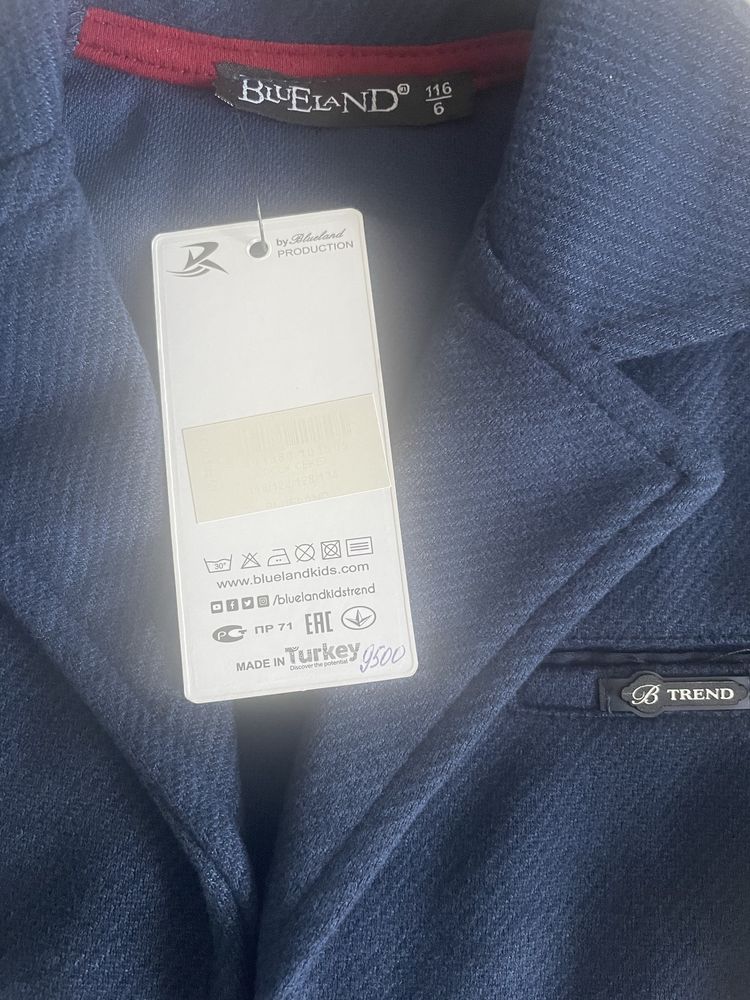 BLUELAND
116
6
by Blueland
PRODUCTION
30°
www.bluelandkids.com
/bluelandkidstrend
ПР 71
EAC
MADE IN Turkey
Discover the potential
9500
B TREND